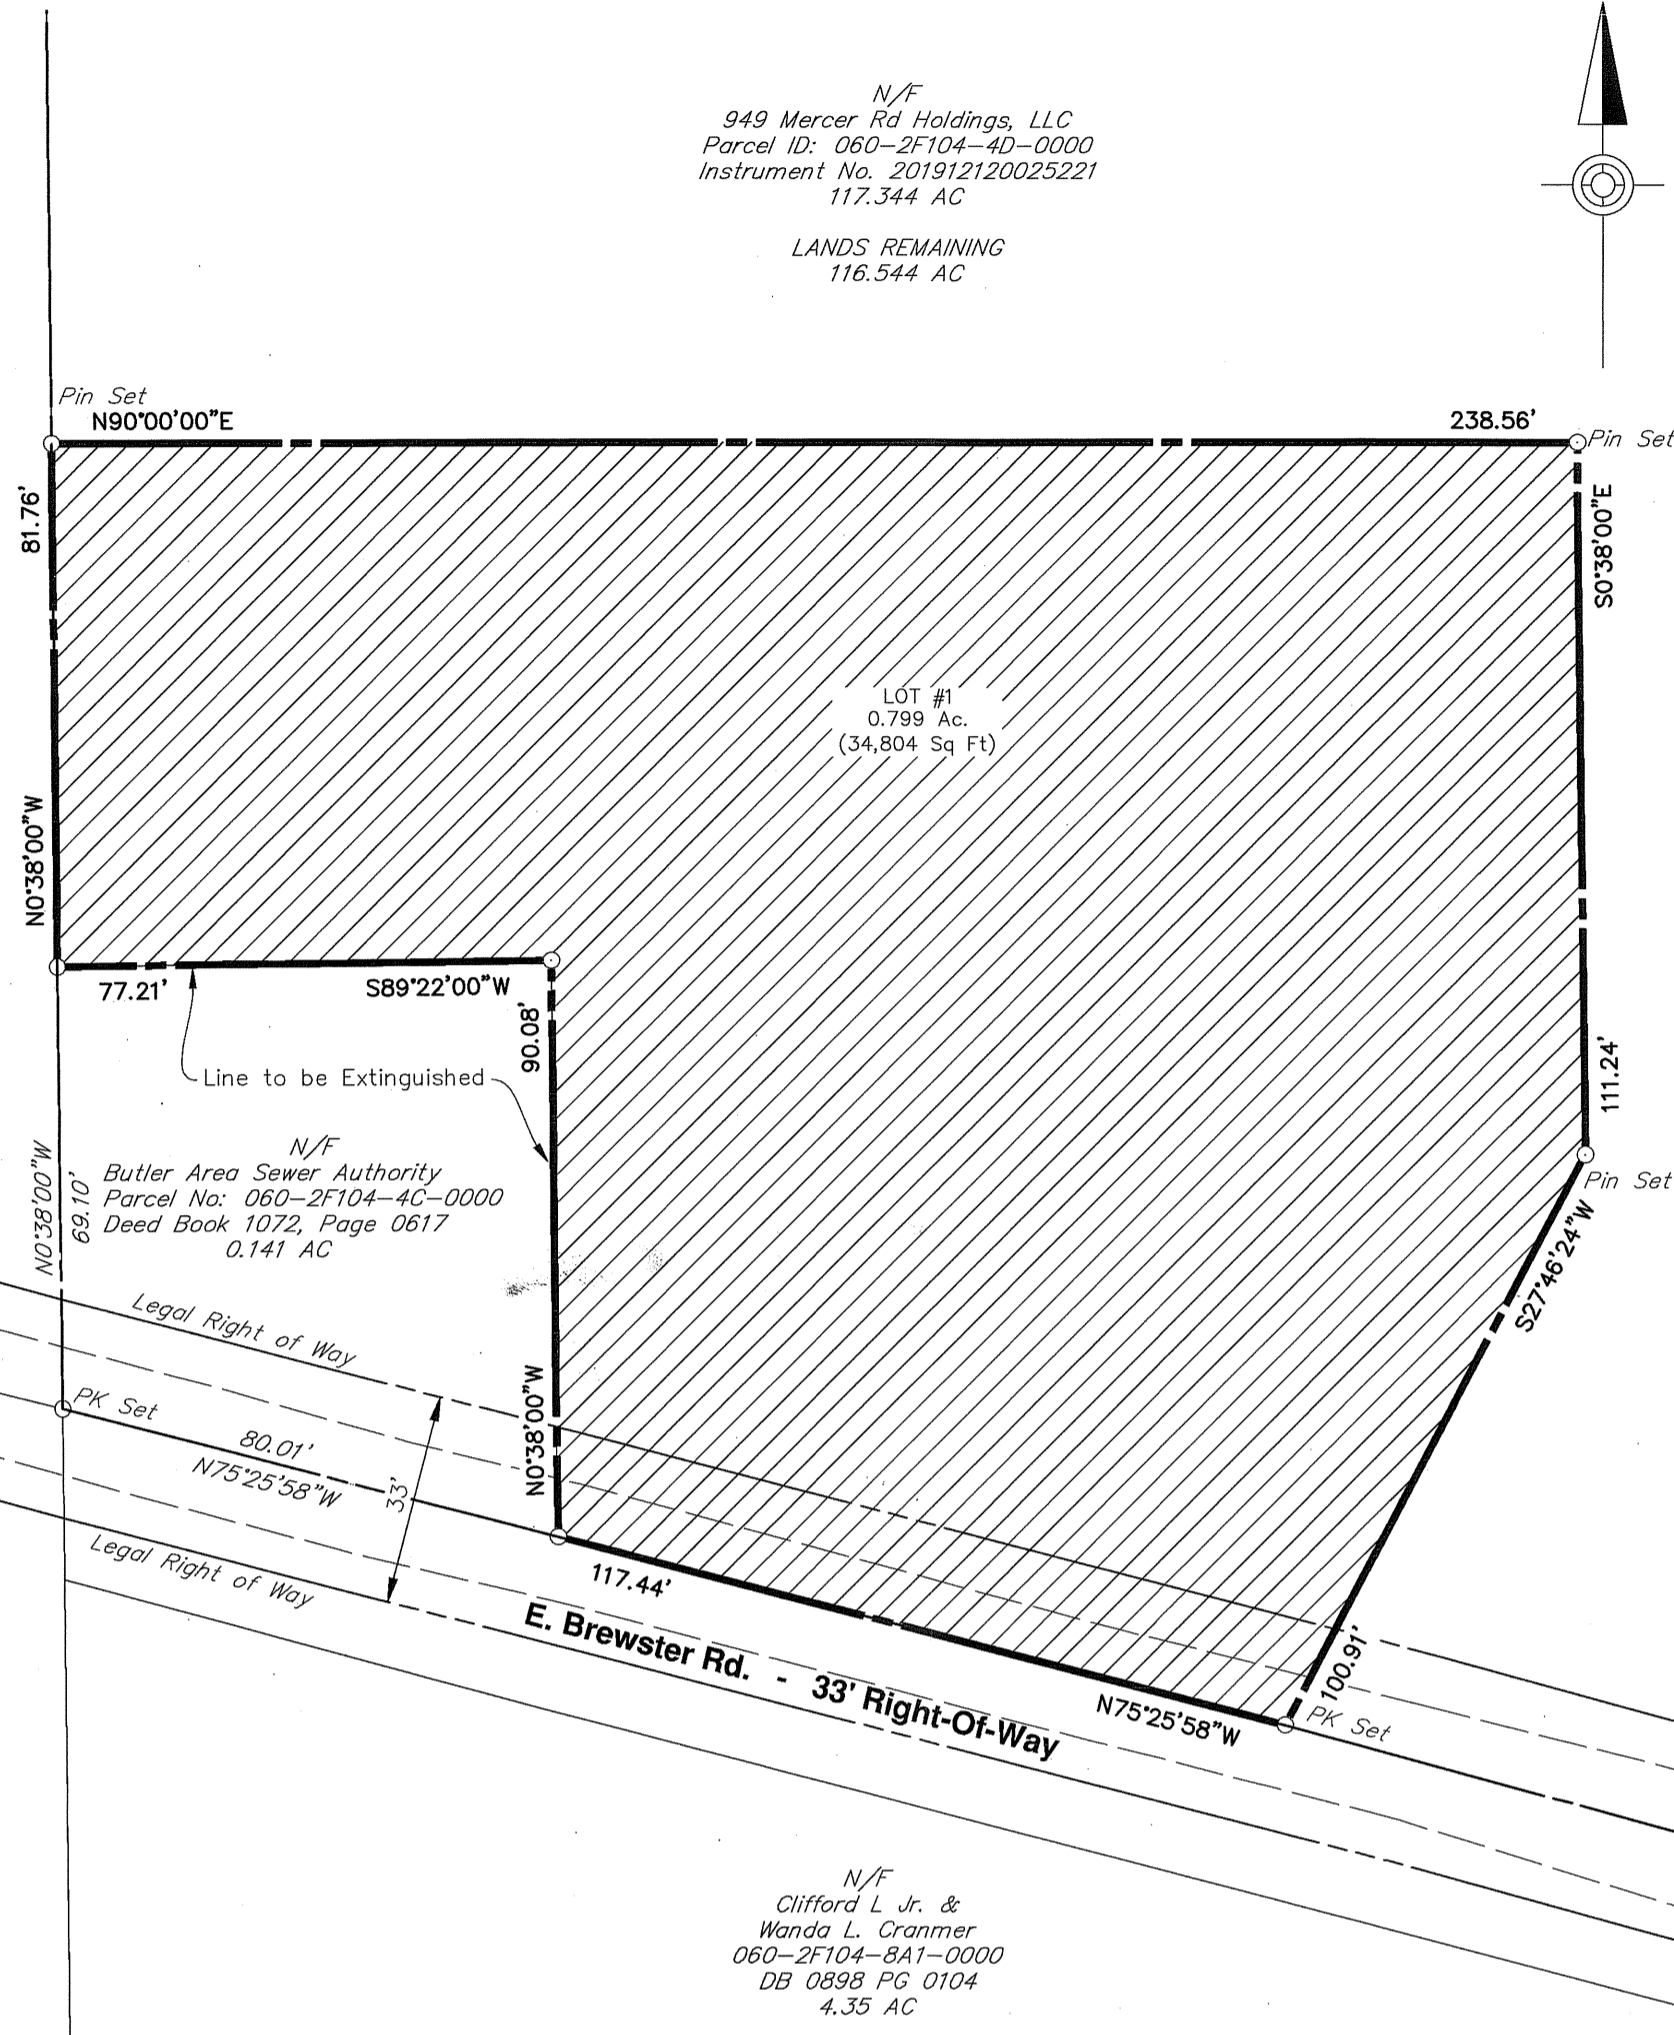 N/F
949 Mercer Rd Holdings, LLC
Parcel ID: 060-2F104-4D-0000
Instrument No. 201912120025221
117.344 AC
LANDS REMAINING
116.544 AC
Pin Set
N90°00'00"E
238.56'
Pin Set
81.76'
N0°38'00"W
S0°38'00"E
111.24'
LOT #1
0.799 Ac.
(34,804 Sq Ft)
77.21'
S89°22'00"W
90.08'
N0°38'00"W
Line to be Extinguished
Pin Set
S27°46'24"W
100.91'
N/F
Butler Area Sewer Authority
Parcel No: 060-2F104-4C-0000
Deed Book 1072, Page 0617
0.141 AC
N0°38'00"W
69.10'
Legal Right of Way
PK Set
80.01'
N75°25'58"W
33'
Legal Right of Way
117.44'
N75°25'58"W
PK Set
E. Brewster Rd. - 33' Right-Of-Way
N/F
Clifford L Jr. &
Wanda L. Cranmer
060-2F104-8A1-0000
DB 0898 PG 0104
4.35 AC